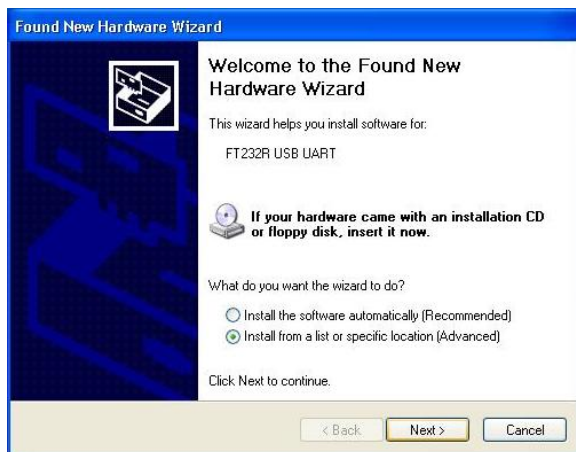 Found New Hardware Wizard
Welcome to the Found New
Hardware Wizard
This wizard helps you install software for:
FT232R USB UART
If your hardware came with an installation CD
or floppy disk, insert it now.
What do you want the wizard to do?
Install the software automatically (Recommended)
Install from a list or specific location (Advanced)
Click Next to continue.
< Back
Next >
Cancel